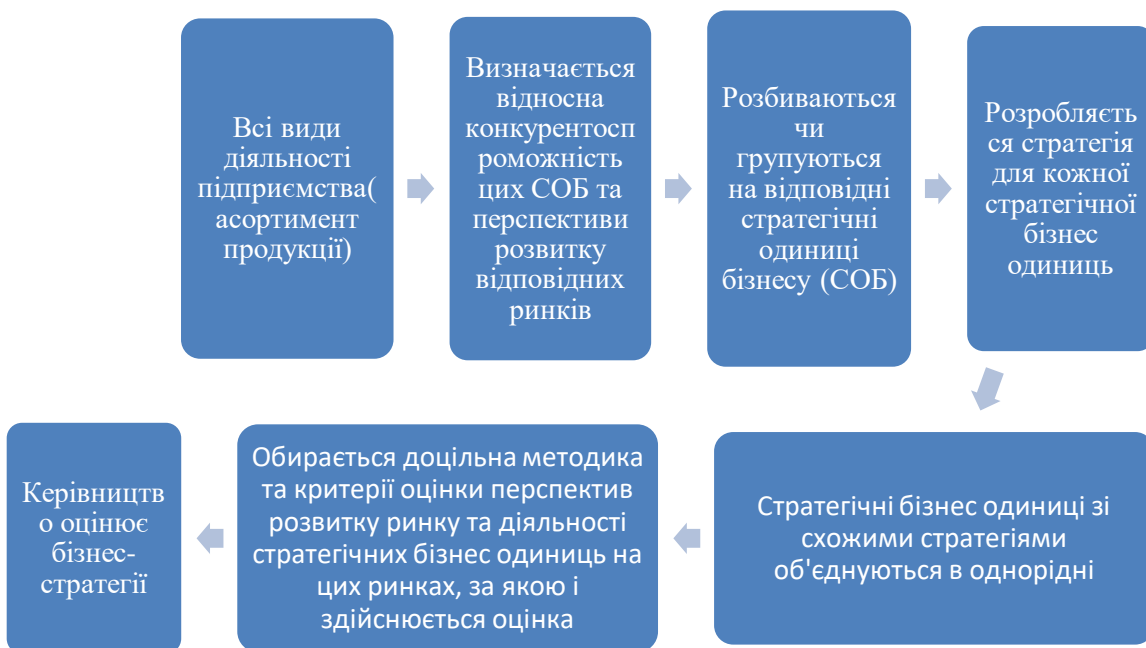 Всі види
діяльності
підприємства(
асортимент
продукції)
Визначається
відносна
конкурентосп
роможність
цих СОБ та
перспективи
розвитку
відповідних
ринків
Розбиваються
чи
групуються
на відповідні
стратегічні
одиниці
бізнесу (СОБ)
Розробляєть
ся стратегія
для кожної
стратегічної
бізнес
одиниць
Стратегічні бізнес одиниці зі
схожими стратегіями
об'єднуються в однорідні
Обирається доцільна методика
та критерії оцінки перспектив
розвитку ринку та діяльності
стратегічних бізнес одиниць на
цих ринках, за якою і
здійснюється оцінка
Керівництв
о оцінює
бізнес-
стратегії